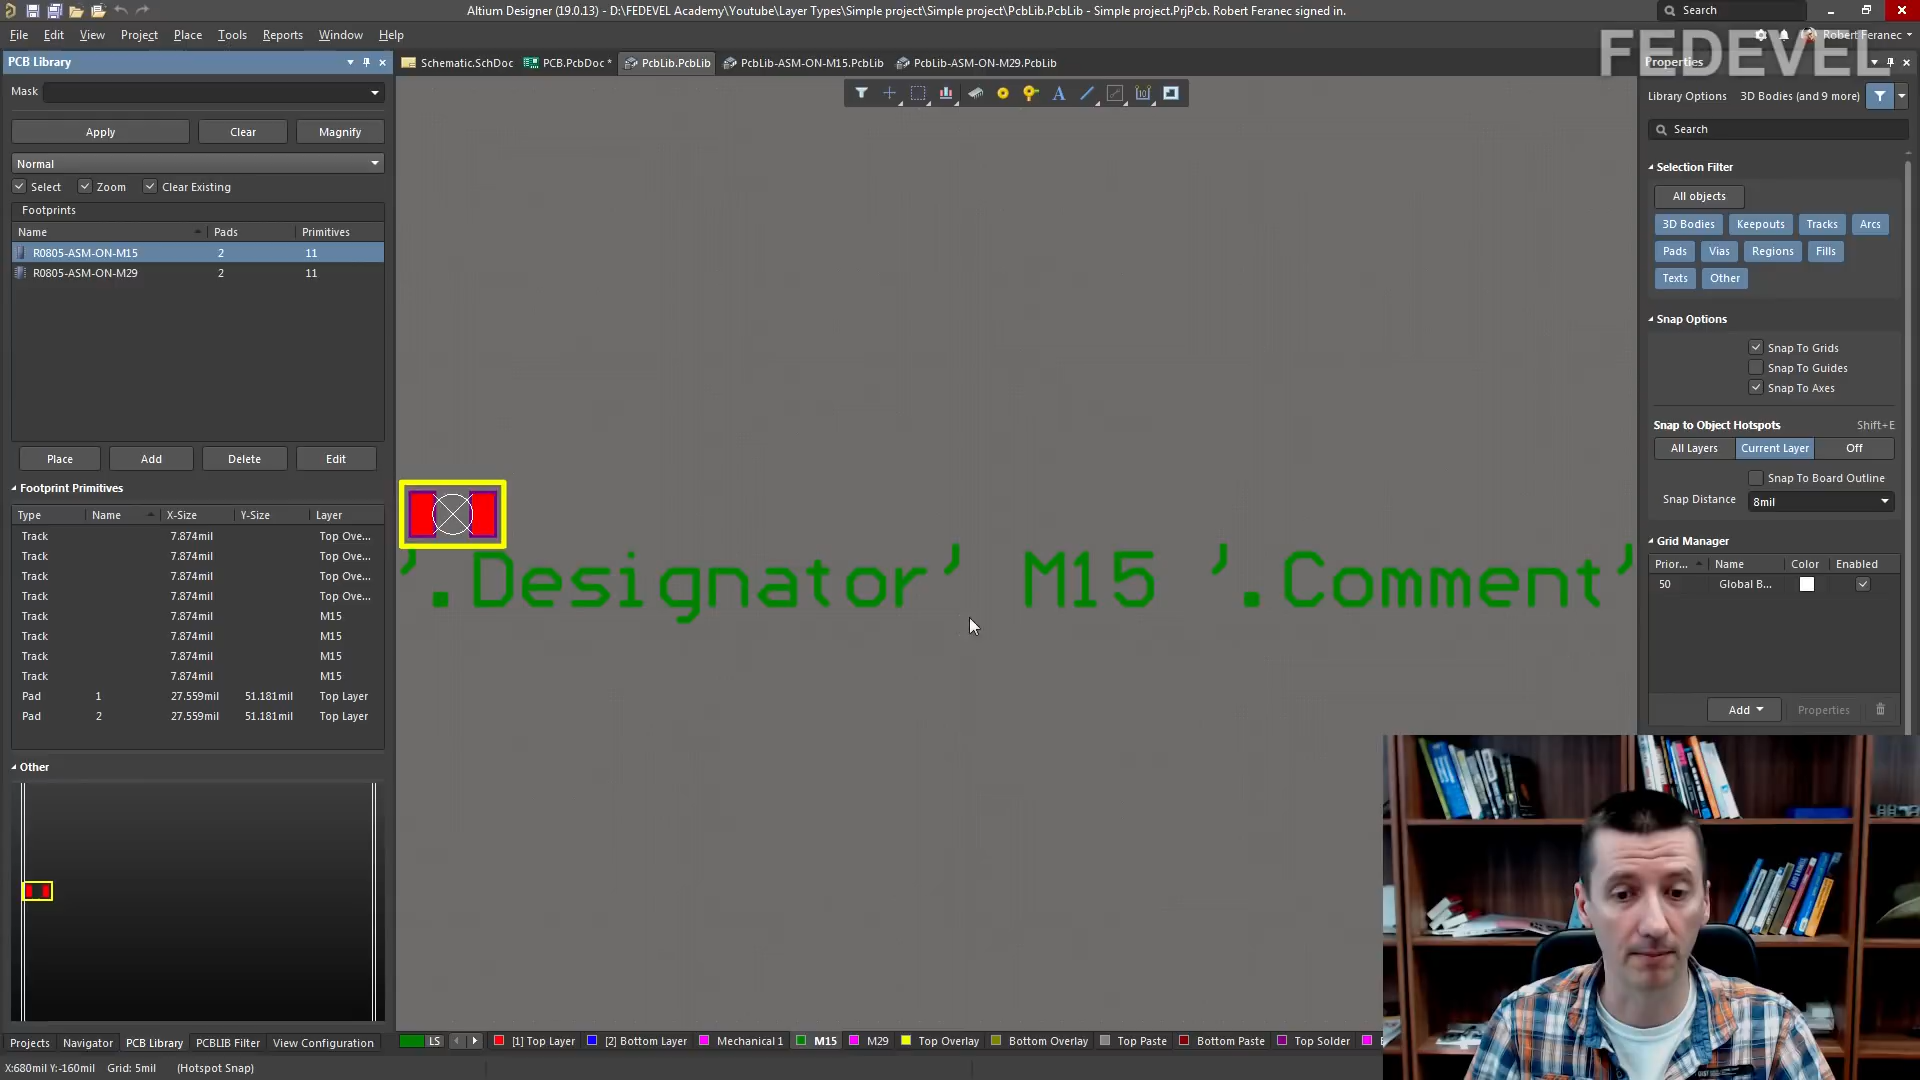 Altium Designer (19.0.13) - D:\FEDEVEL Academy\Youtube\Layer Types\Simple project\Simple project\PcbLib.PcbLib - Simple project.PrjPcb. Robert Feranec signed in.
Search
File Edit View Project Place Tools Reports Window Help
Robert Feranec
FEDEVEL
PCB Library
Schematic.SchDoc PCB.PcbDoc * PcbLib.PcbLib PcbLib-ASM-ON-M15.PcbLib PcbLib-ASM-ON-M29.PcbLib
Properties
Mask
Library Options 3D Bodies (and 9 more)
Apply Clear Magnify
Search
Normal
Select Zoom Clear Existing
Footprints
Name Pads Primitives
R0805-ASM-ON-M15 2 11
R0805-ASM-ON-M29 2 11
Place Add Delete Edit
Footprint Primitives
Type Name X-Size Y-Size Layer
Track 7.874mil Top Ove...
Track 7.874mil Top Ove...
Track 7.874mil Top Ove...
Track 7.874mil Top Ove...
Track 7.874mil M15
Track 7.874mil M15
Track 7.874mil M15
Track 7.874mil M15
Pad 1 27.559mil 51.181mil Top Layer
Pad 2 27.559mil 51.181mil Top Layer
Other
'.Designator' M15 '.Comment'
Selection Filter
All objects
3D Bodies Keepouts Tracks Arcs
Pads Vias Regions Fills
Texts Other
Snap Options
Snap To Grids
Snap To Guides
Snap To Axes
Snap to Object Hotspots Shift+E
All Layers Current Layer Off
Snap To Board Outline
Snap Distance 8mil
Grid Manager
Prior... Name Color Enabled
50 Global B...
Add Properties
Projects Navigator PCB Library PCBLIB Filter View Configuration
LS [1] Top Layer [2] Bottom Layer Mechanical 1 M15 M29 Top Overlay Bottom Overlay Top Paste Bottom Paste Top Solder
X:680mil Y:-160mil Grid: 5mil (Hotspot Snap)